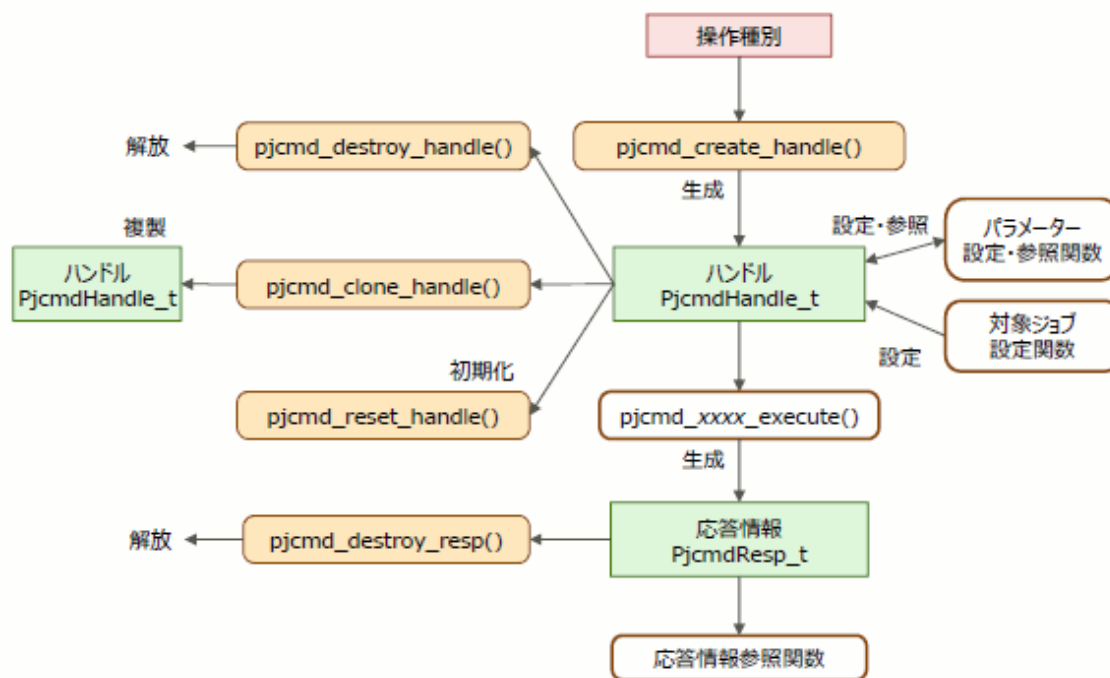 操作種別
解放
pjcmd_destroy_handle()
pjcmd_create_handle()
生成
複製
設定・参照
パラメーター
設定・参照関数
ハンドル
PjcmdHandle_t
pjcmd_clone_handle()
ハンドル
PjcmdHandle_t
対象ジョブ
設定関数
設定
初期化
pjcmd_reset_handle()
pjcmd_xxxx_execute()
生成
解放
pjcmd_destroy_resp()
応答情報
PjcmdResp_t
応答情報参照関数